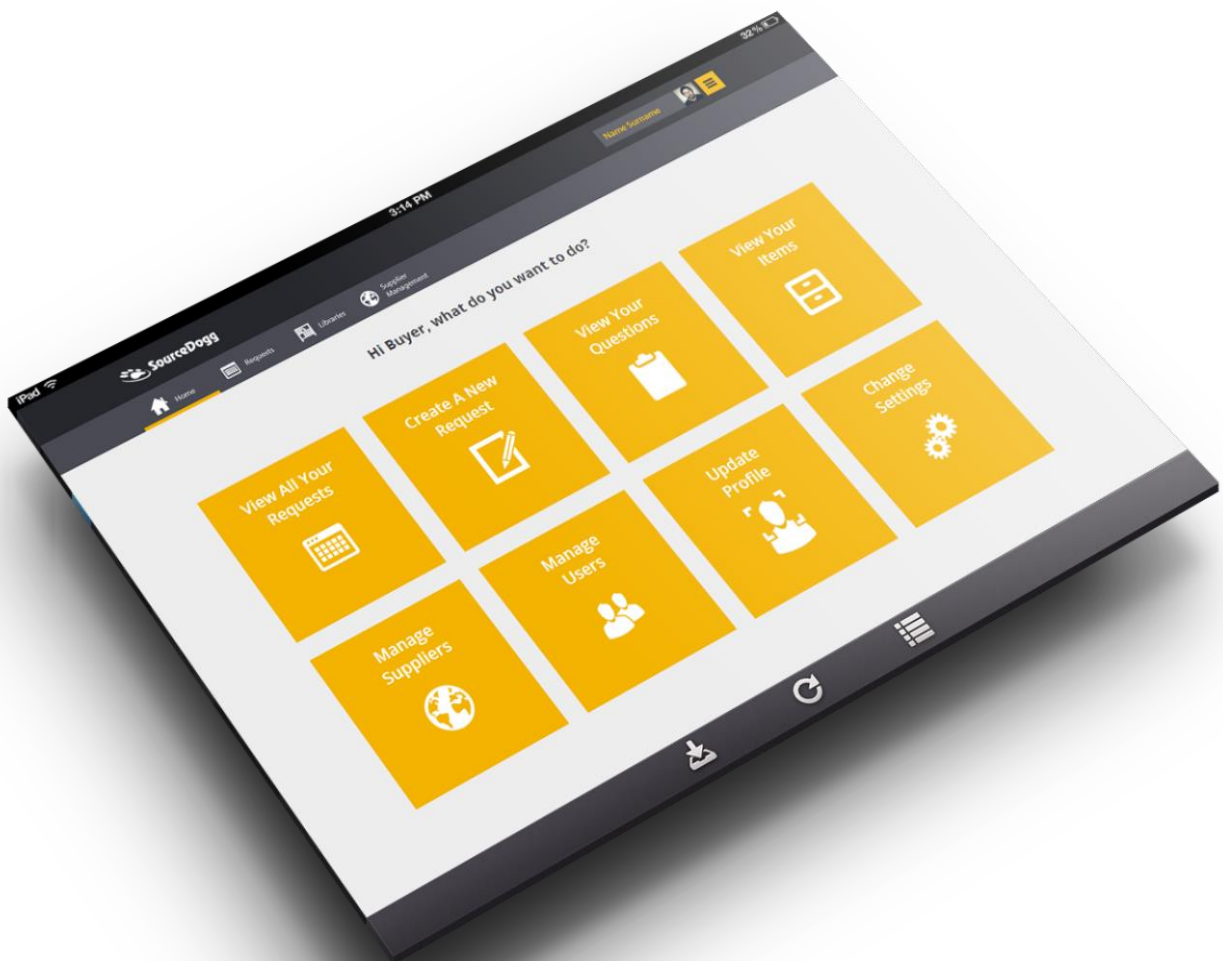 iPad
3:14 PM
32%
SourceDogg
Name Surname
Home
Requests
Libraries
Supplier
Management
Hi Buyer, what do you want to do?
View All Your
Requests
Create A New
Request
View Your
Questions
View Your
Items
Manage
Suppliers
Manage
Users
Update
Profile
Change
Settings